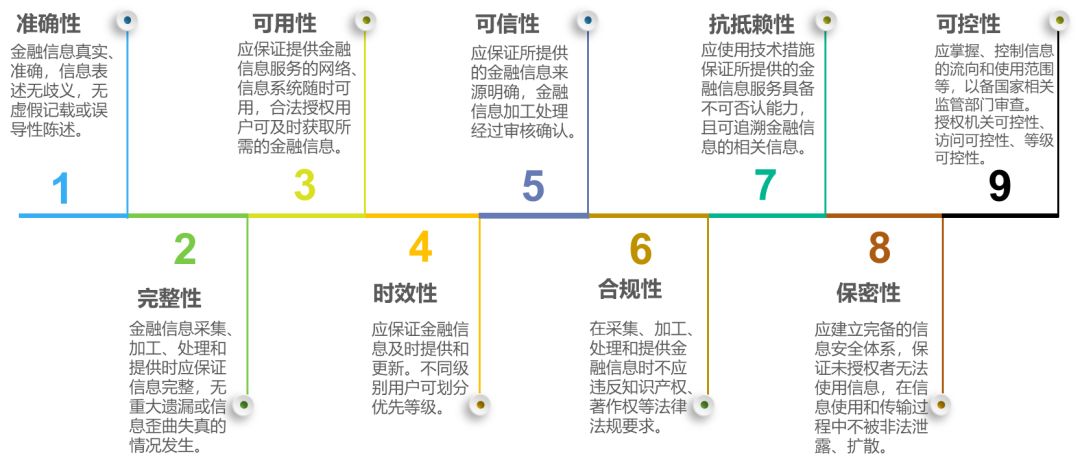 准确性
金融信息真实、
准确，信息表
述无歧义，无
虚假记载或误
导性陈述。
1
2
完整性
金融信息采集、
加工、处理和
提供时应保证
信息完整，无
重大遗漏或信
息歪曲失真的
情况发生。
可用性
应保证提供金融
信息服务的网络、
信息系统随时可
用，合法授权用
户可及时获取所
需的金融信息。
3
4
时效性
应保证金融信
息及时提供和
更新。不同级
别用户可划分
优先等级。
可信性
应保证所提供
的金融信息来
源明确，金融
信息加工处理
经过审核确认。
5
6
合规性
在采集、加工、
处理和提供金
融信息时不应
违反知识产权、
著作权等法律
法规要求。
抗抵赖性
应使用技术措施
保证所提供的金
融信息服务具备
不可否认能力，
且可追溯金融信
息的相关信息。
7
8
保密性
应建立完备的信
息安全体系，保
证未授权者无法
使用信息，在信
息使用和传输过
程中不被非法泄
露、扩散。
可控性
应掌握、控制信息
的流向和使用范围
等，以备国家相关
监管部门审查。
授权机关可控性、
访问可控性、等级
可控性。
9